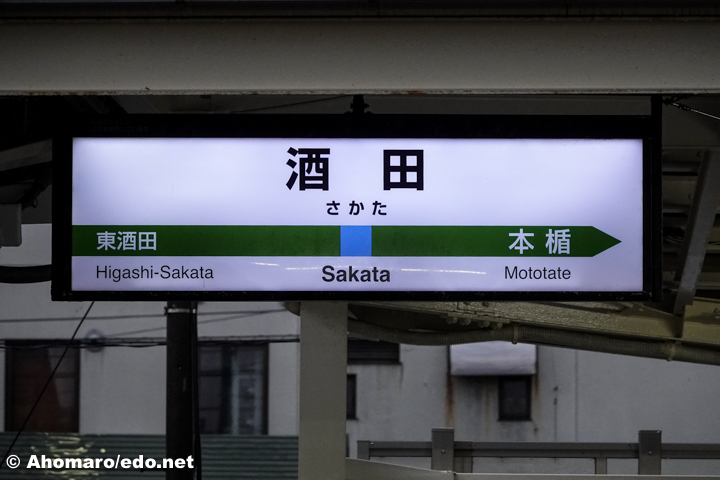 酒田
さかた
東酒田 本楯
Higashi-Sakata Sakata Mototate
© Ahomaro/edo.net